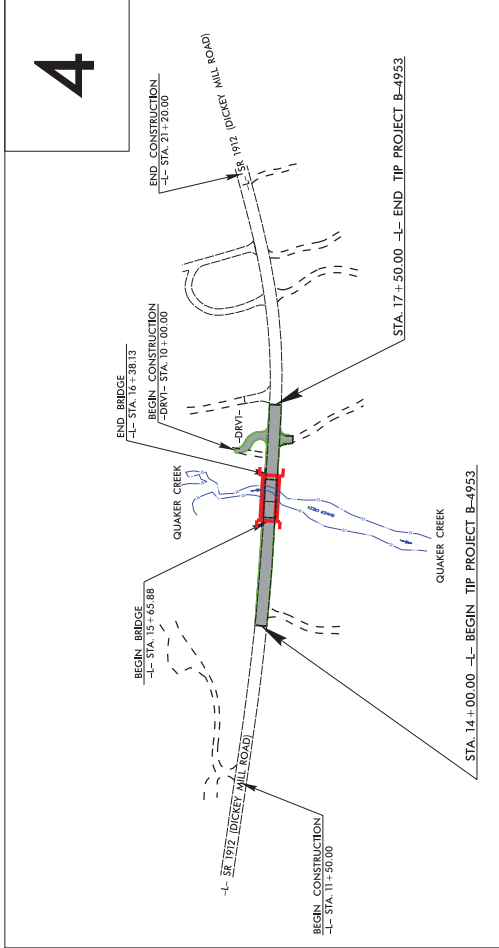 4
END CONSTRUCTION
-L- STA. 21+20.00
-L- SR 1912 (DICKEY MILL ROAD)
END BRIDGE
-L- STA. 16+38.13
BEGIN CONSTRUCTION
-DRV1- STA. 10+00.00
-DRV1-
QUAKER CREEK
BEGIN BRIDGE
-L- STA. 15+65.88
QUAKER CREEK
QUAKER CREEK
-L- SR 1912 (DICKEY MILL ROAD)
BEGIN CONSTRUCTION
-L- STA. 11+50.00
STA. 14+00.00 -L- BEGIN TIP PROJECT B-4953
STA. 17+50.00 -L- END TIP PROJECT B-4953